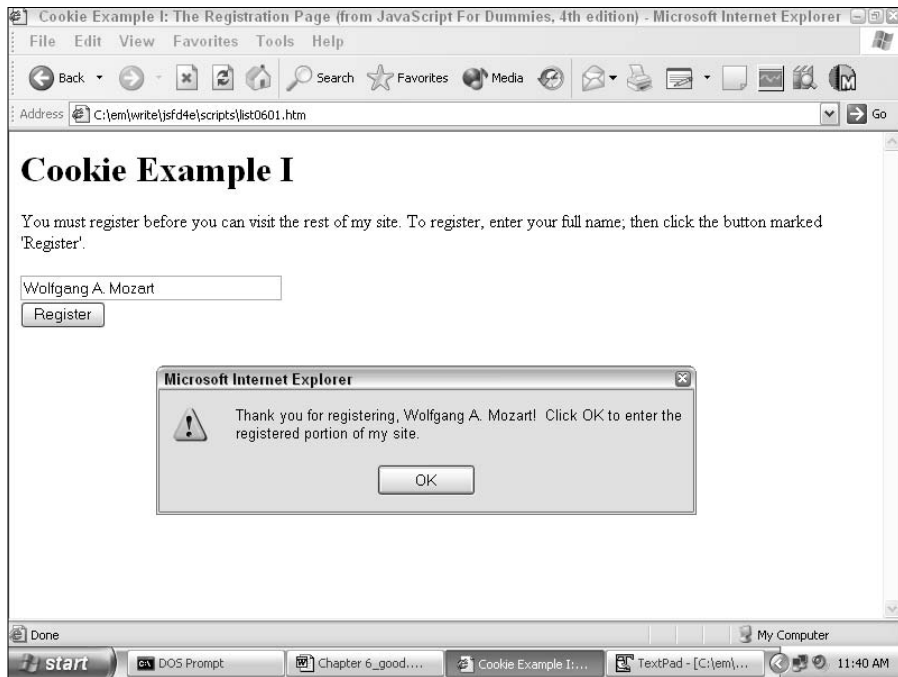 Cookie Example I: The Registration Page (from JavaScript For Dummies, 4th edition) - Microsoft Internet Explorer
File Edit View Favorites Tools Help
Back Search Favorites Media
Address C:\em\write\jsfd4e\scripts\list0601.htm Go
Cookie Example I
You must register before you can visit the rest of my site. To register, enter your full name; then click the button marked
'Register'.
Wolfgang A. Mozart
Register
Microsoft Internet Explorer
Thank you for registering, Wolfgang A. Mozart! Click OK to enter the
registered portion of my site.
OK
Done My Computer
start DOS Prompt Chapter 6_good.... Cookie Example I:... TextPad - [C:\em\... 11:40 AM